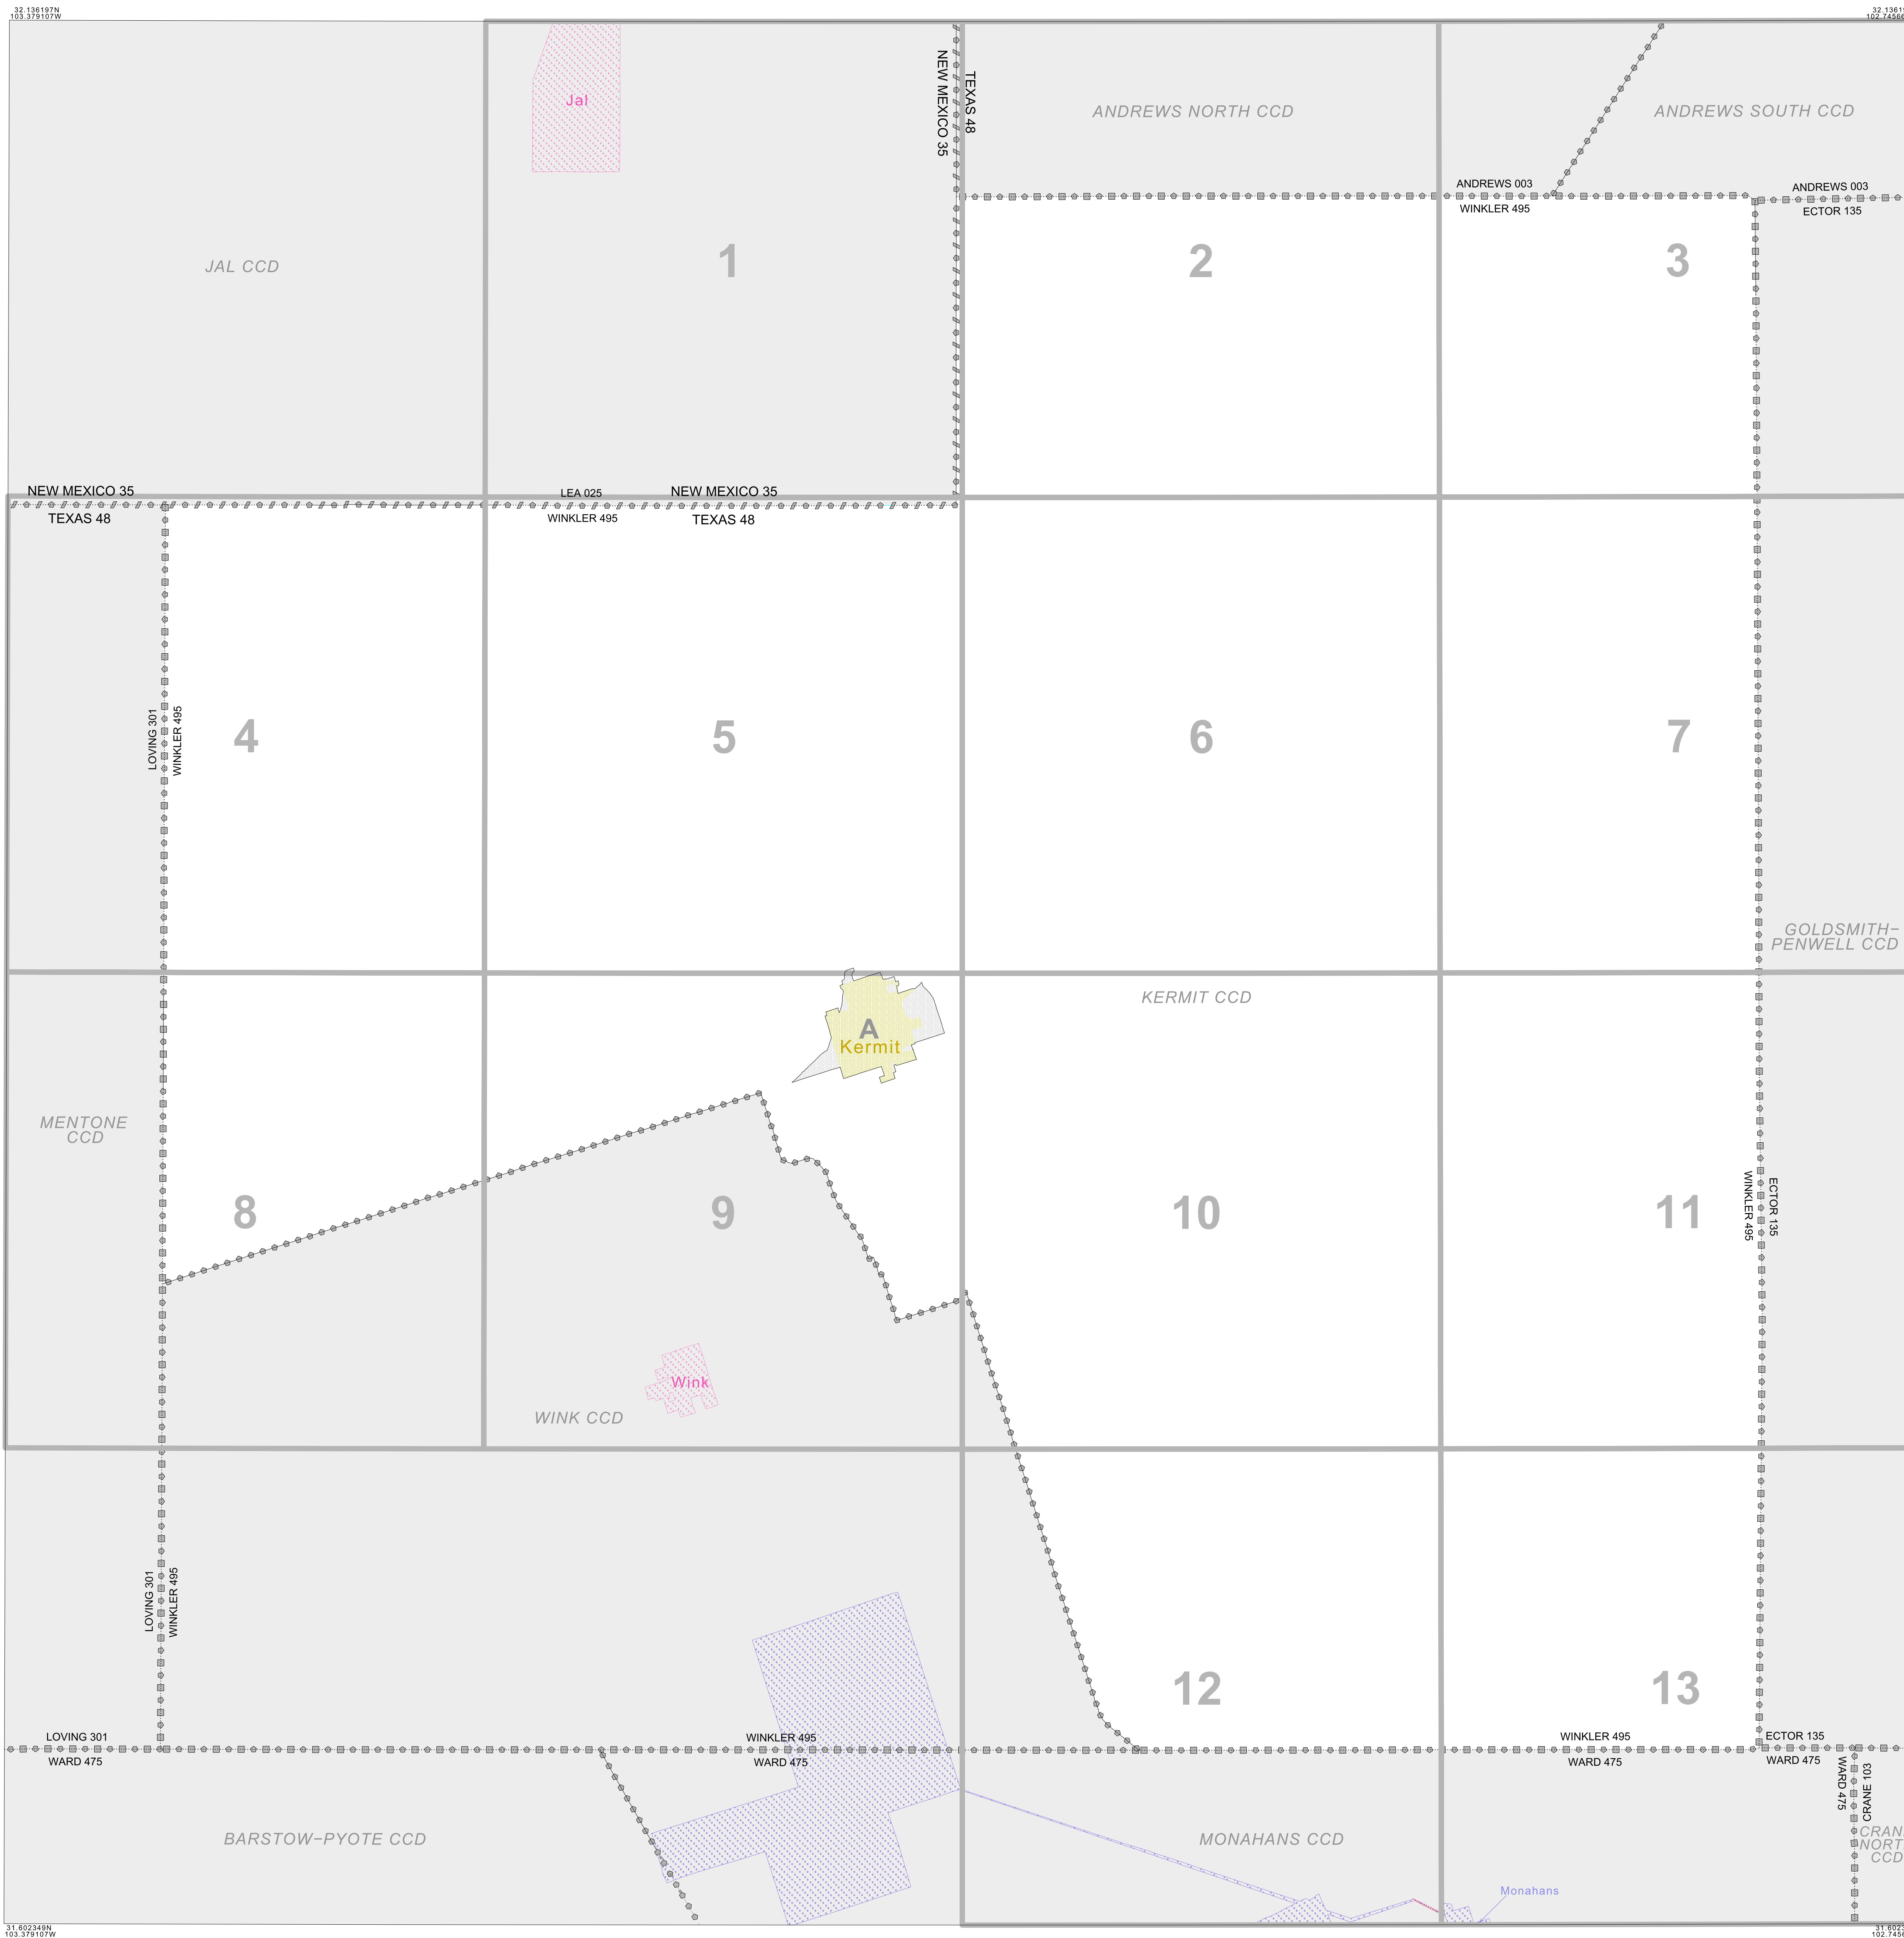 32.136197N
103.379107W
Jal
NEW MEXICO 35
TEXAS 48
ANDREWS NORTH CCD
ANDREWS SOUTH CCD
ANDREWS 003
WINKLER 495
ANDREWS 003
ECTOR 135
JAL CCD
1
2
3
NEW MEXICO 35
TEXAS 48
LEA 025
WINKLER 495
NEW MEXICO 35
TEXAS 48
LOVING 301
WINKLER 495
4
5
6
7
GOLDSMITH-
PENWELL CCD
KERMIT CCD
A
Kermit
MENTONE
CCD
8
9
10
11
WINKLER 495
ECTOR 135
Wink
WINK CCD
LOVING 301
WINKLER 495
12
13
LOVING 301
WARD 475
WINKLER 495
WARD 475
WINKLER 495
WARD 475
ECTOR 135
WARD 475
WARD 475
CRANE 103
BARSTOW-PYOTE CCD
MONAHANS CCD
Monahans
CCD
31.602349N
103.379107W